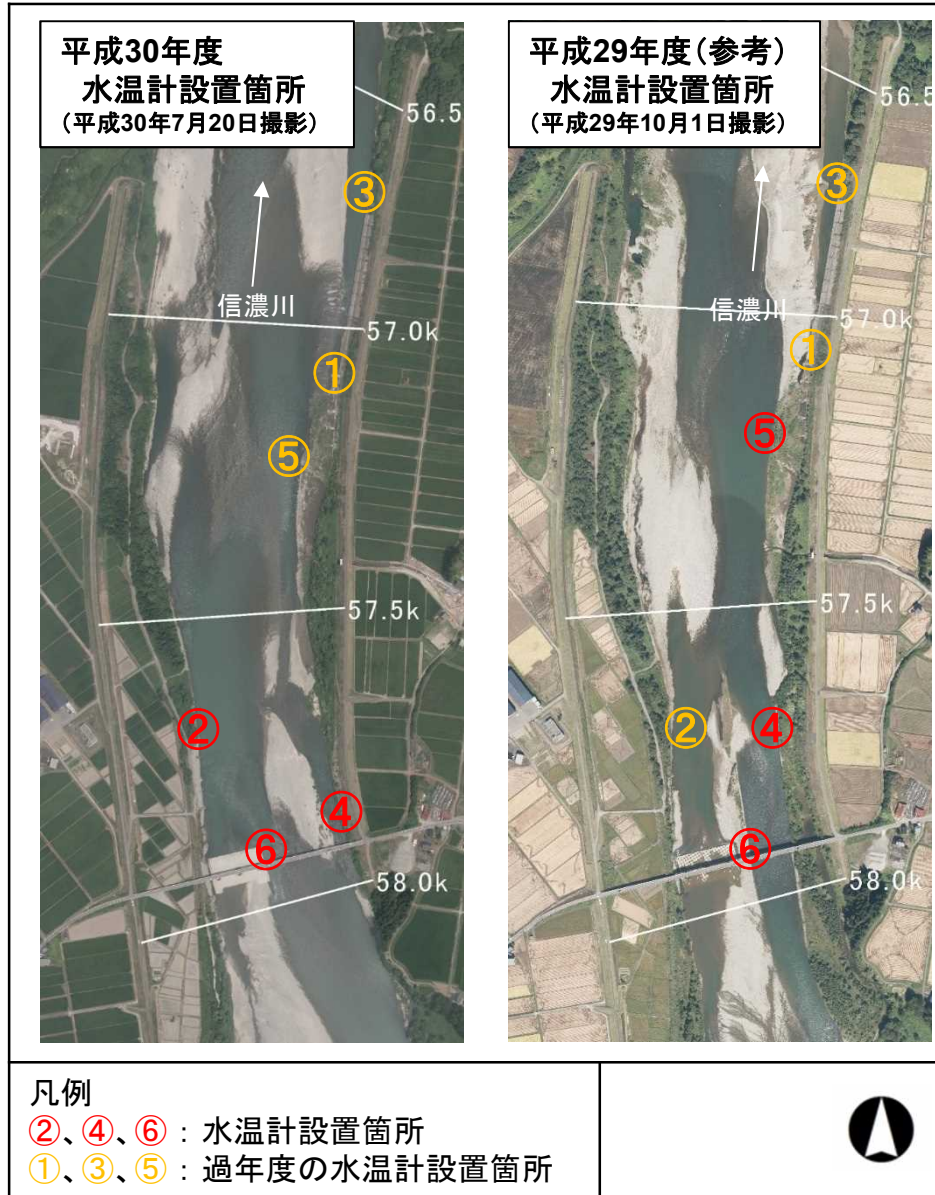 平成30年度
水温計設置箇所
（平成30年7月20日撮影）
56.5
③
信濃川
57.0k
①
⑤
57.5k
②
④
⑥
58.0k
平成29年度（参考）
水温計設置箇所
（平成29年10月1日撮影）
56.5
③
信濃川
57.0k
①
⑤
57.5k
②
④
⑥
58.0k
凡例
②、④、⑥：水温計設置箇所
①、③、⑤：過年度の水温計設置箇所